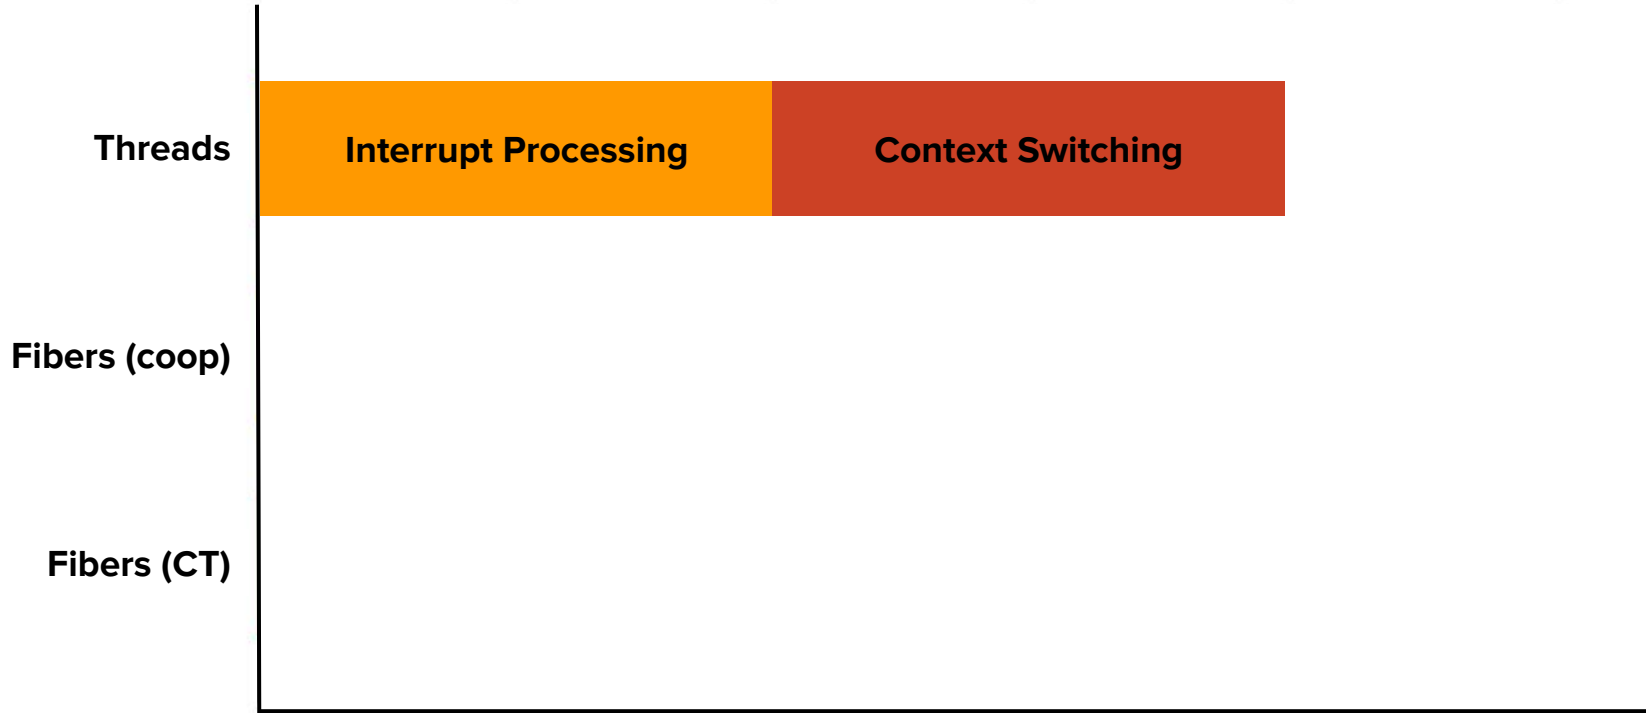 Threads
Interrupt Processing
Context Switching
Fibers (coop)
Fibers (CT)